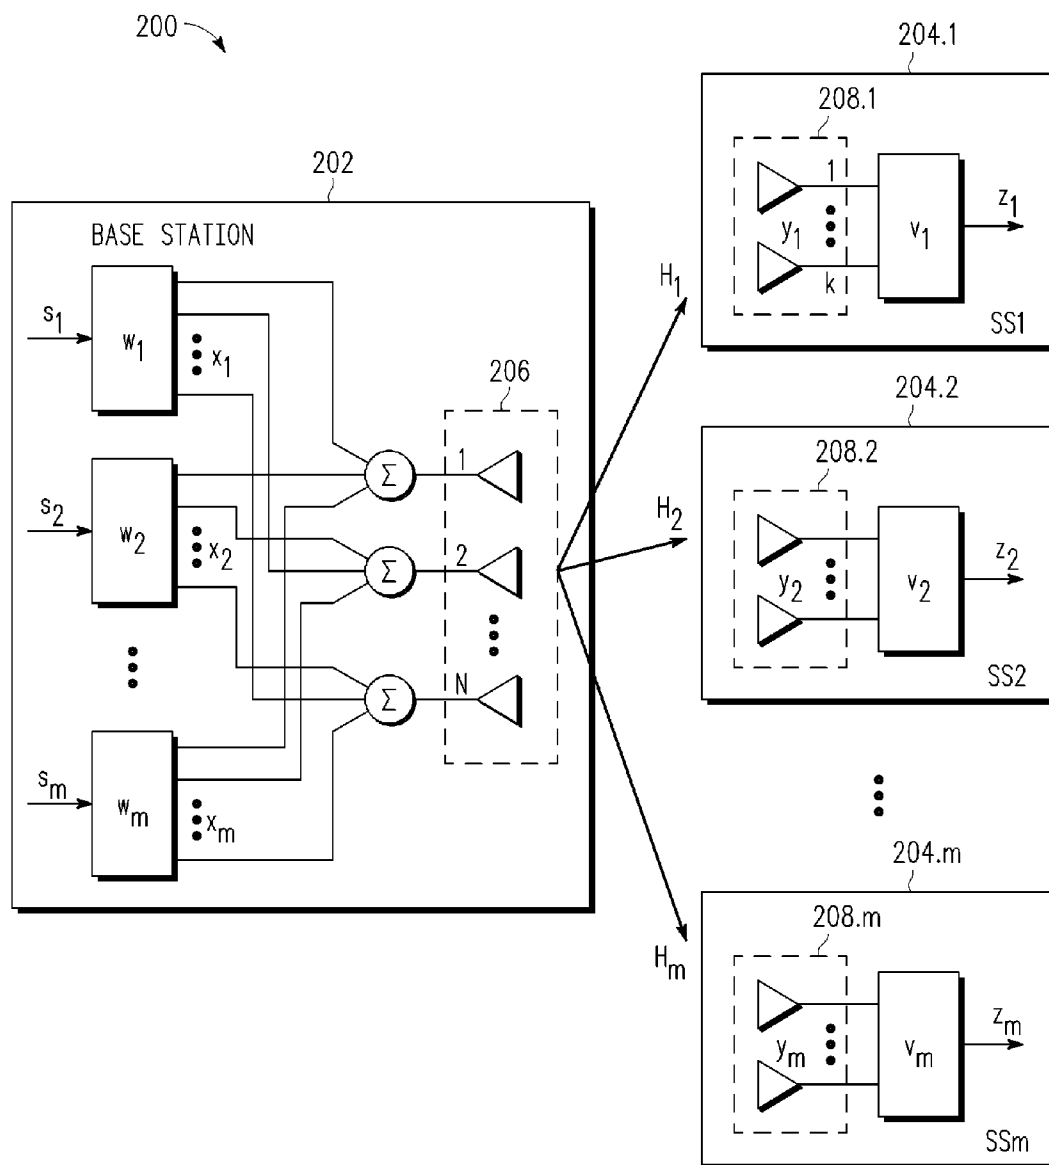 200
202
BASE STATION
s1
w1
x1
s2
w2
x2
sm
wm
xm
Σ
Σ
Σ
206
1
2
N
H1
H2
Hm
204.1
208.1
1
y1
k
v1
z1
SS1
204.2
208.2
y2
v2
z2
SS2
204.m
208.m
ym
vm
zm
SSm